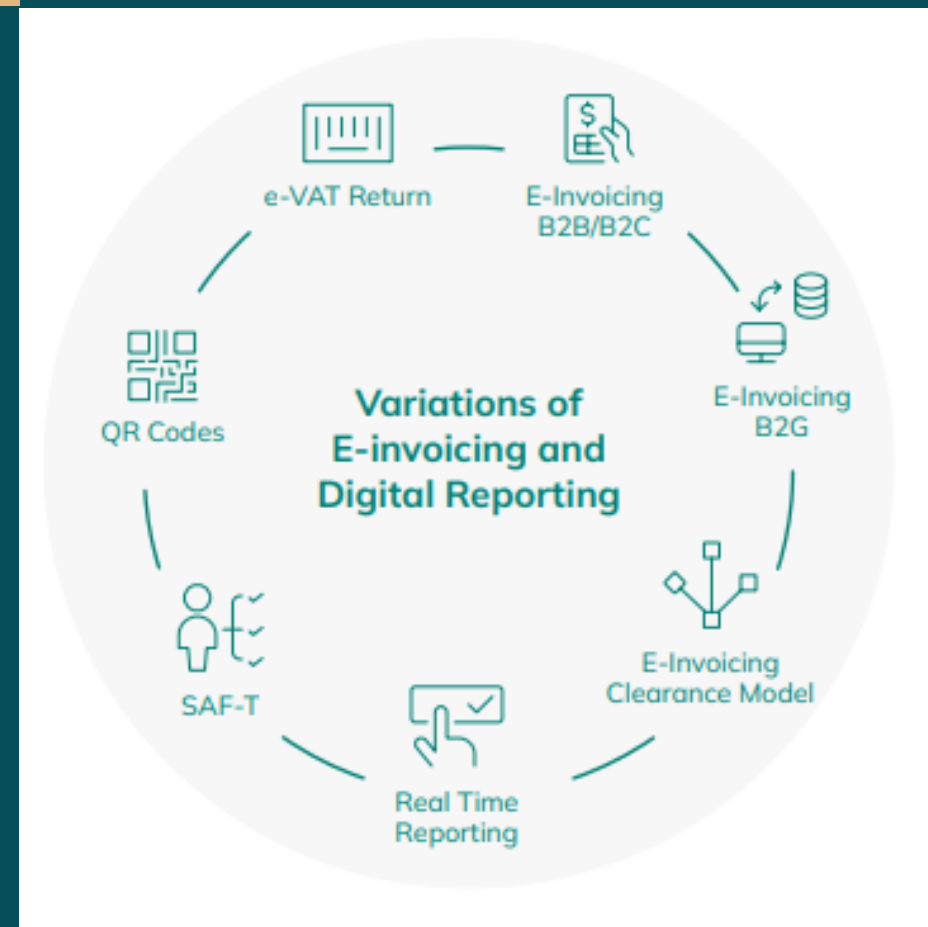 e-VAT Return
E-Invoicing
B2B/B2C
E-Invoicing
B2G
E-Invoicing
Clearance Model
Real Time
Reporting
SAF-T
QR Codes
Variations of
E-invoicing and
Digital Reporting